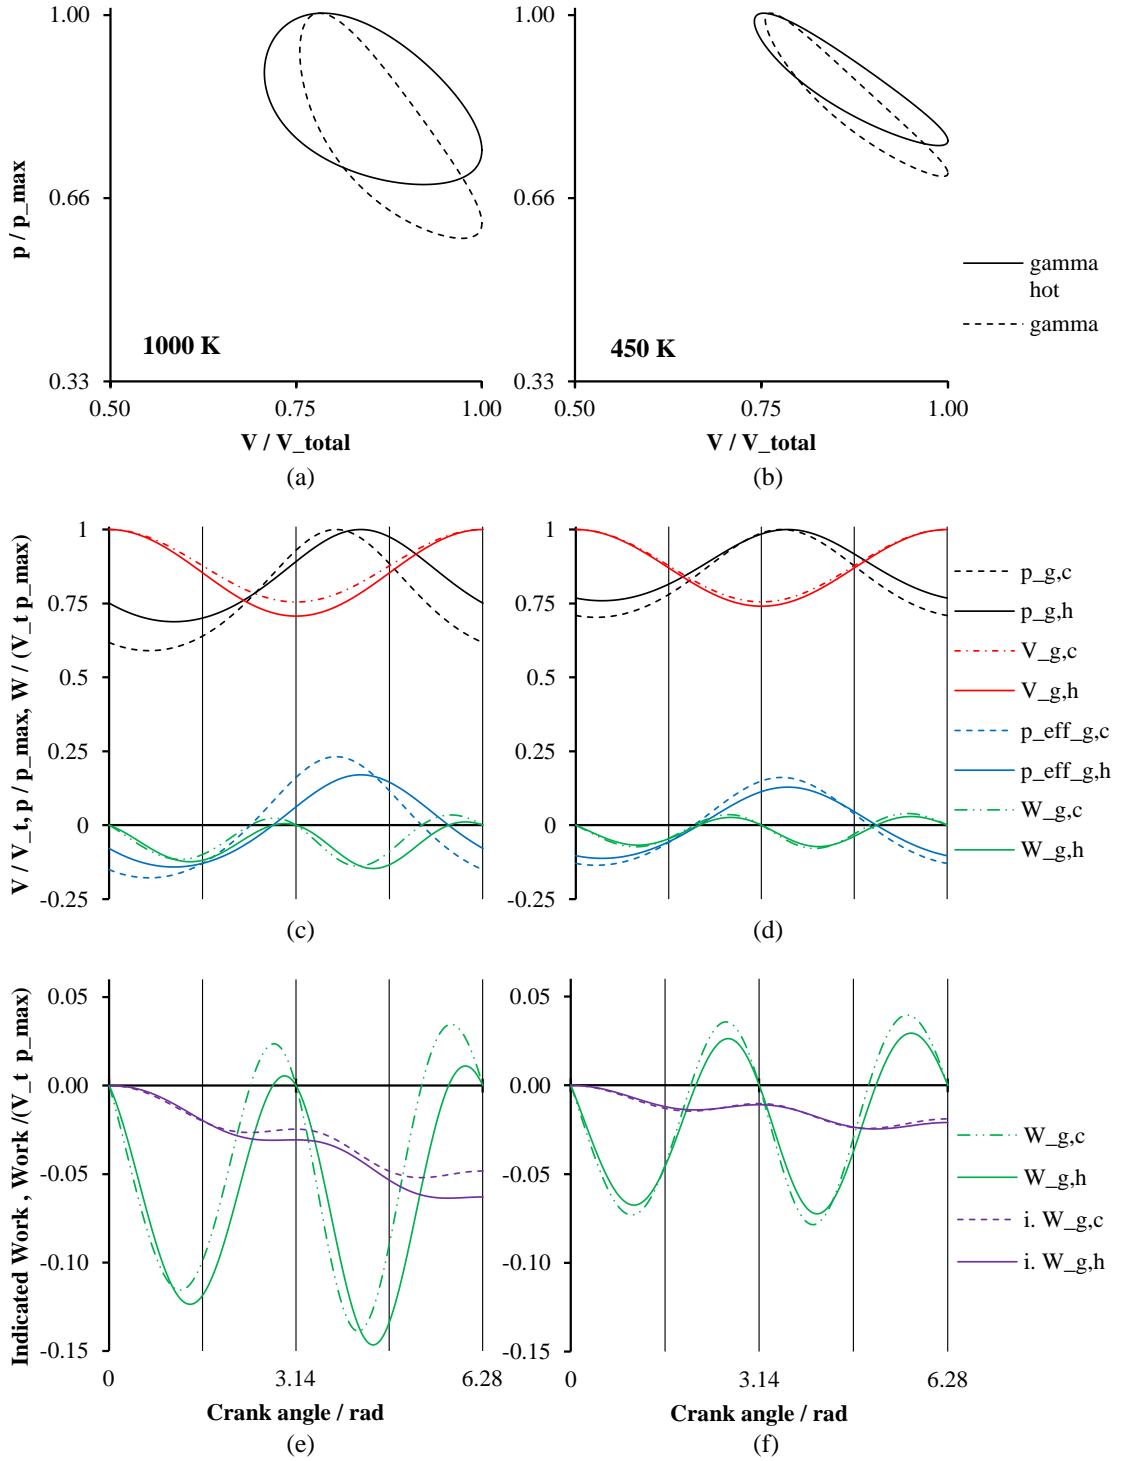 1.00
0.66
0.33
0.50
0.75
1.00
p / p_max
V / V_total
1000 K
(a)
1.00
0.66
0.33
0.50
0.75
1.00
V / V_total
450 K
gamma
hot
gamma
(b)
V / V_t, p / p_max, W / (V_t p_max)
1
0.75
0.5
0.25
0
-0.25
(c)
1
0.75
0.5
0.25
0
-0.25
(d)
p_g,c
p_g,h
V_g,c
V_g,h
p_eff_g,c
p_eff_g,h
W_g,c
W_g,h
Indicated Work , Work /(V_t p_max)
0.05
0.00
-0.05
-0.10
-0.15
0
3.14
6.28
Crank angle / rad
(e)
0.05
0.00
-0.05
-0.10
-0.15
0
3.14
6.28
Crank angle / rad
(f)
W_g,c
W_g,h
i. W_g,c
i. W_g,h